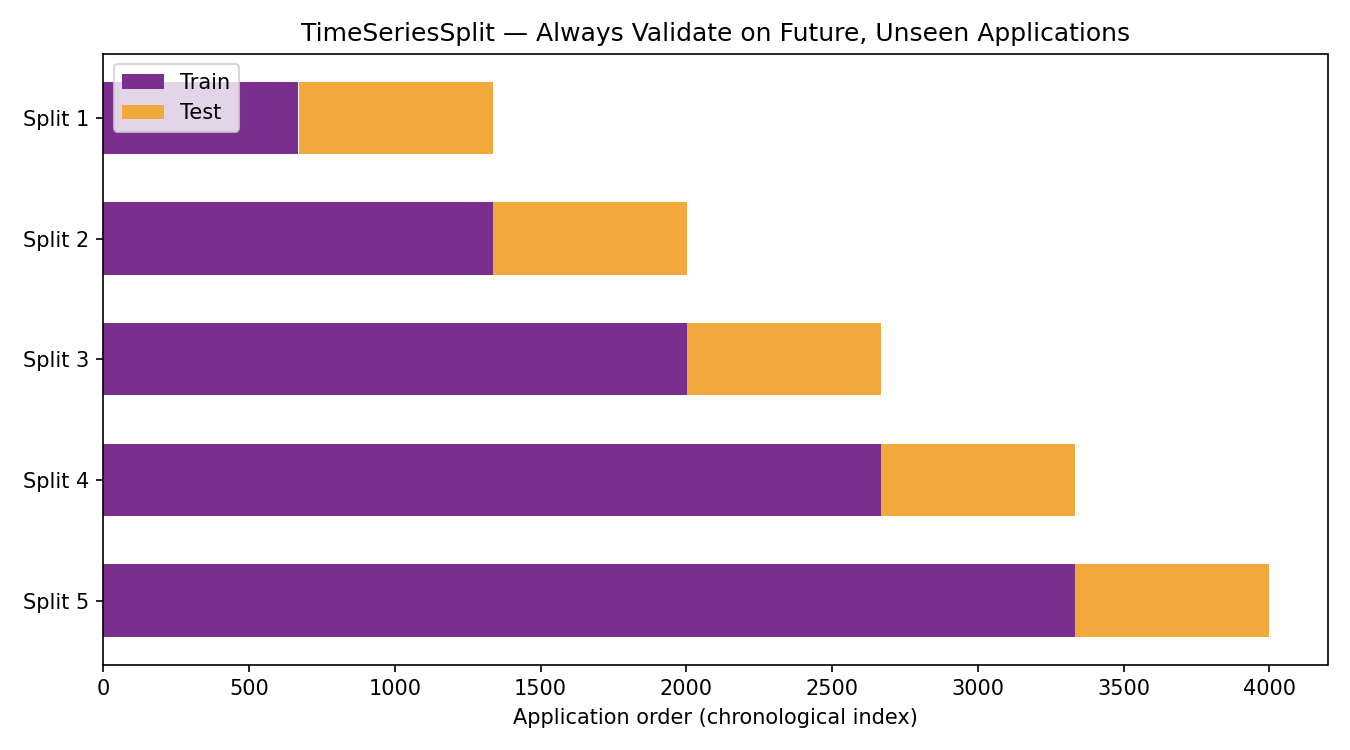 TimeSeriesSplit — Always Validate on Future, Unseen Applications
Train
Test
Split 1
Split 2
Split 3
Split 4
Split 5
0 500 1000 1500 2000 2500 3000 3500 4000
Application order (chronological index)